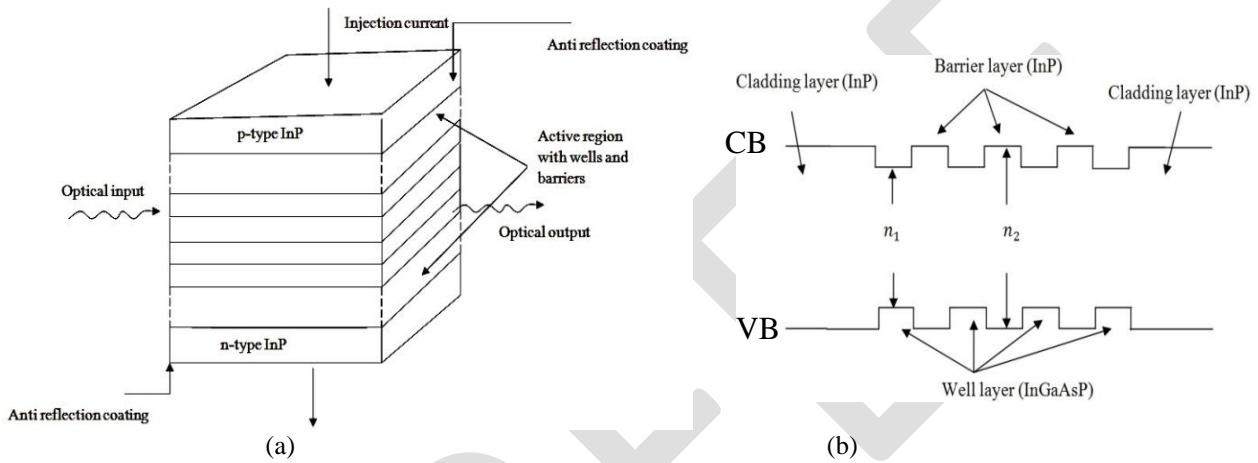 Injection current
Anti reflection coating
p-type InP
Active region
with wells and
barriers
Optical input
Optical output
n-type InP
Anti reflection coating
(a)
Barrier layer (InP)
Cladding layer (InP)
Cladding layer (InP)
CB
n₁
n₂
VB
Well layer (InGaAsP)
(b)